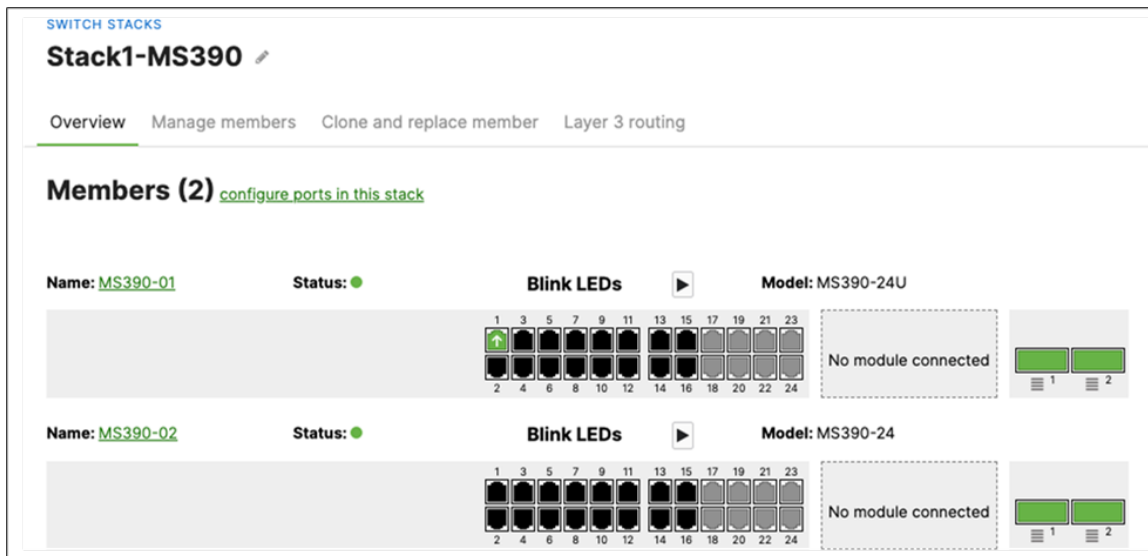 SWITCH STACKS
Stack1-MS390
Overview Manage members Clone and replace member Layer 3 routing
Members (2) configure ports in this stack
Name: MS390-01 Status: Blink LEDs Model: MS390-24U
1 3 5 7 9 11 13 15 17 19 21 23
No module connected
2 4 6 8 10 12 14 16 18 20 22 24
1 2
Name: MS390-02 Status: Blink LEDs Model: MS390-24
1 3 5 7 9 11 13 15 17 19 21 23
No module connected
2 4 6 8 10 12 14 16 18 20 22 24
1 2